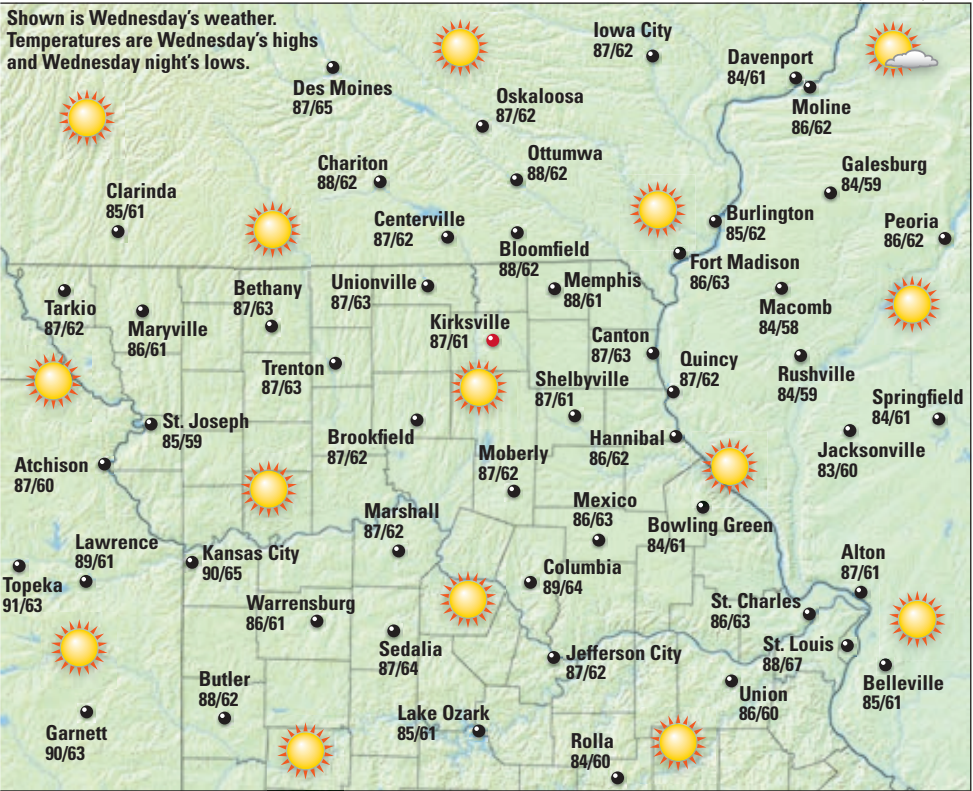 Shown is Wednesday's weather.
Temperatures are Wednesday's highs
and Wednesday night's lows.
Iowa City
87/62
Davenport
84/61
Moline
86/62
Des Moines
87/65
Oskaloosa
87/62
Chariton
88/62
Ottumwa
88/62
Galesburg
84/59
Clarinda
85/61
Centerville
87/62
Bloomfield
88/62
Burlington
85/62
Peoria
86/62
Fort Madison
86/63
Tarkio
87/62
Maryville
86/61
Bethany
87/63
Unionville
87/63
Memphis
88/61
Macomb
84/58
Kirksville
87/61
Canton
87/63
Trenton
87/63
Quincy
87/62
Rushville
84/59
Shelbyville
87/61
Springfield
84/61
St. Joseph
85/59
Brookfield
87/62
Hannibal
86/62
Jacksonville
83/60
Atchison
87/60
Moberly
87/62
Mexico
86/63
Bowling Green
84/61
Marshall
87/62
Lawrence
89/61
Kansas City
90/65
Alton
87/61
Topeka
91/63
Columbia
89/64
Warrensburg
86/61
St. Charles
86/63
Sedalia
87/64
Jefferson City
87/62
St. Louis
88/67
Butler
88/62
Union
86/60
Belleville
85/61
Garnett
90/63
Lake Ozark
85/61
Rolla
84/60